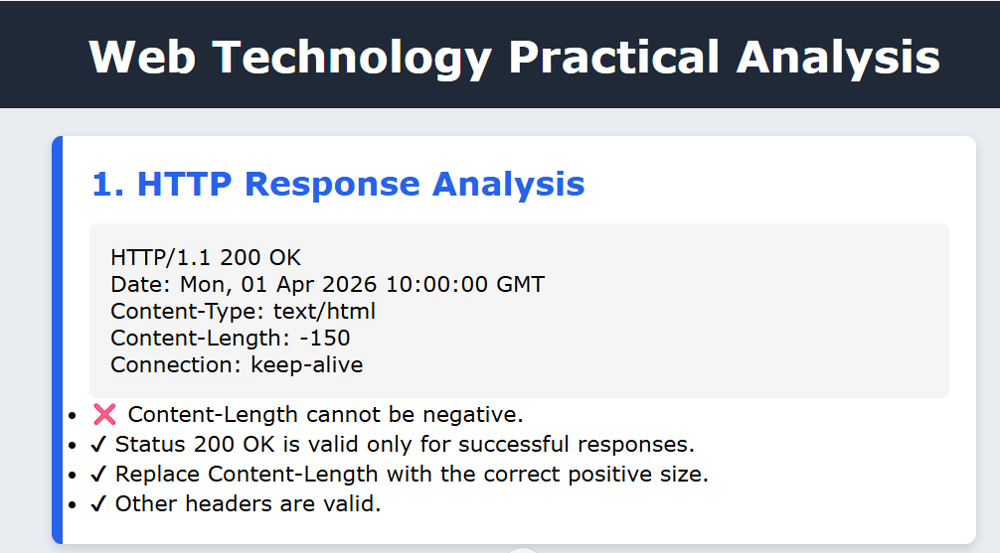 Web Technology Practical Analysis
1. HTTP Response Analysis
HTTP/1.1 200 OK
Date: Mon, 01 Apr 2026 10:00:00 GMT
Content-Type: text/html
Content-Length: -150
Connection: keep-alive
• ❌ Content-Length cannot be negative.
• ✔ Status 200 OK is valid only for successful responses.
• ✔ Replace Content-Length with the correct positive size.
• ✔ Other headers are valid.